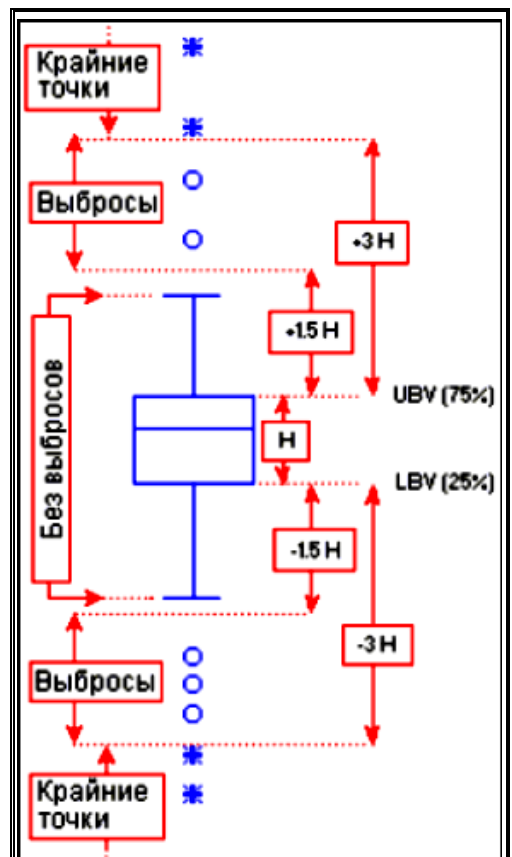 Крайние
точки
Выбросы
+3 H
+1.5 H
Без выбросов
UBV (75%)
H
LBV (25%)
-1.5 H
-3 H
Выбросы
Крайние
точки